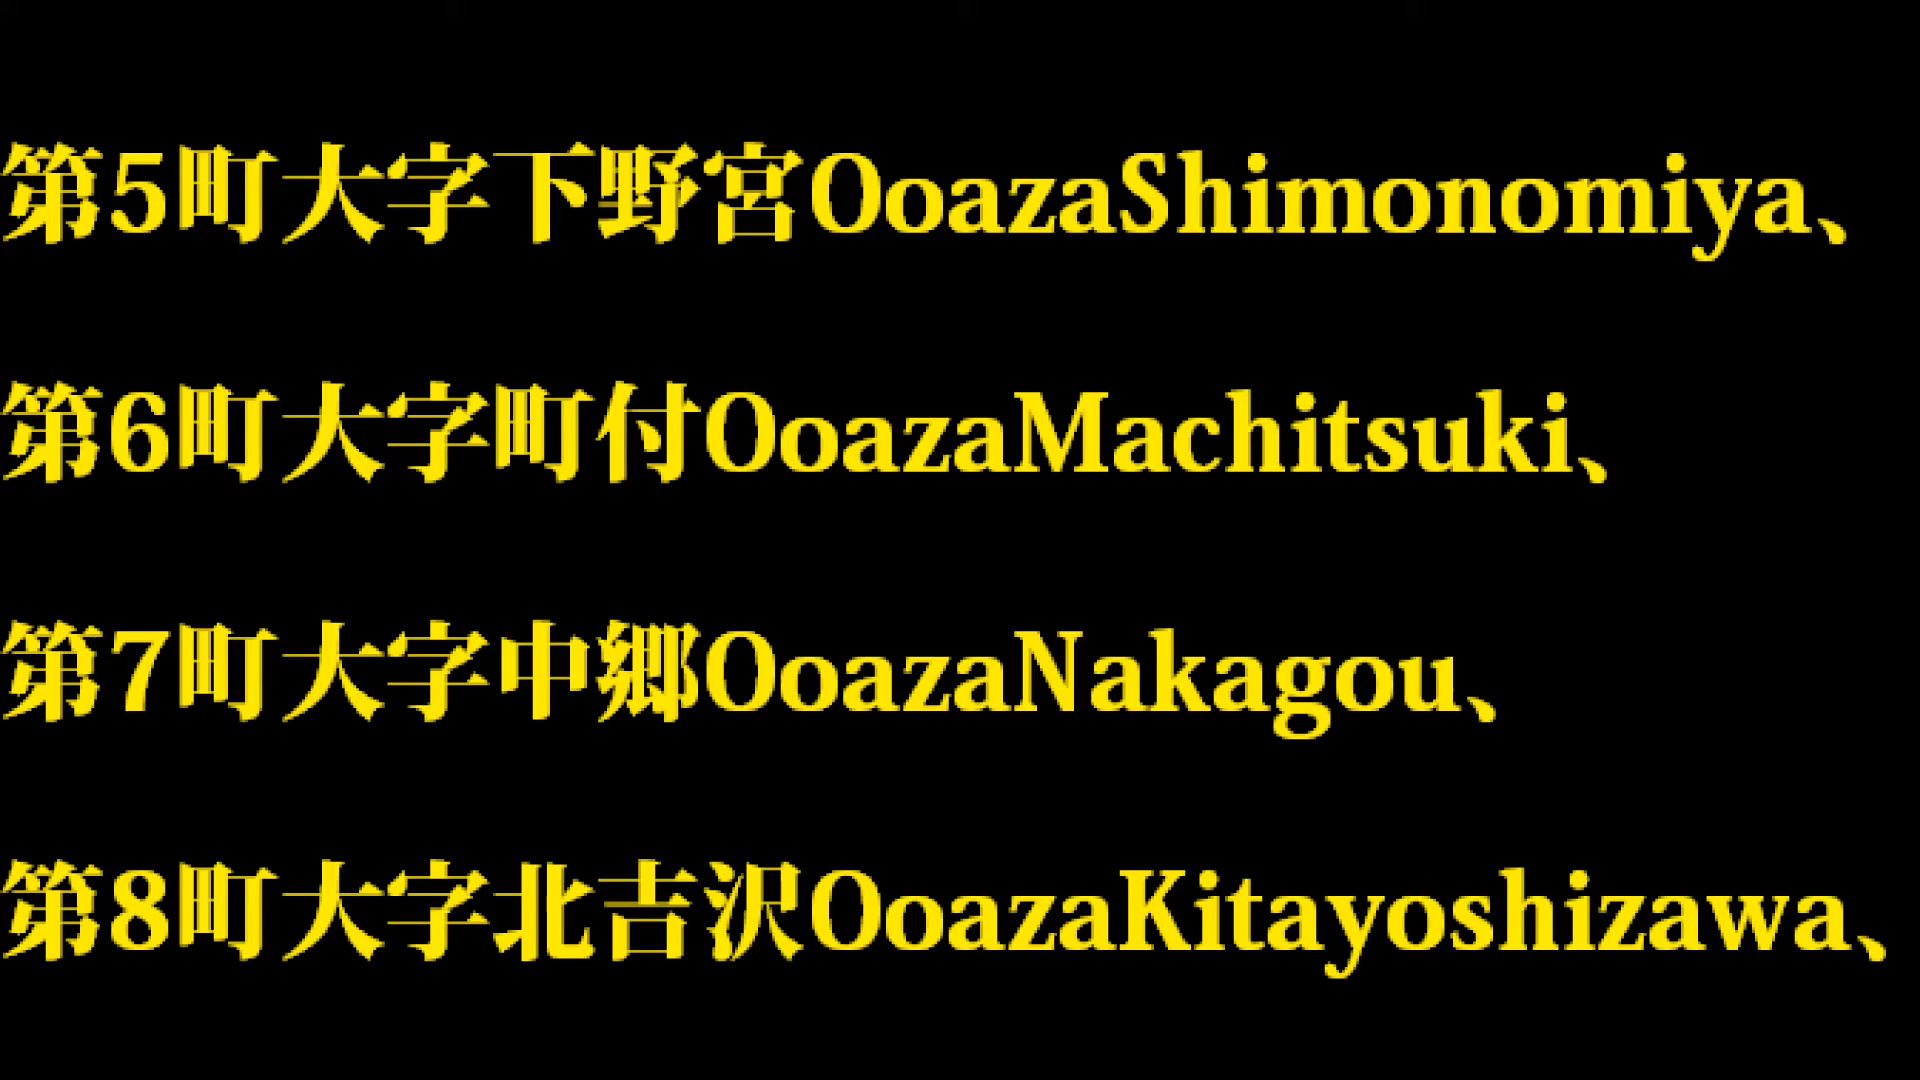 第5町大字下野宮OoazaShimonomiya、
第6町大字町付OoazaMachitsuki、
第7町大字中郷OoazaNakagou、
第8町大字北吉沢OoazaKitayoshizawa、